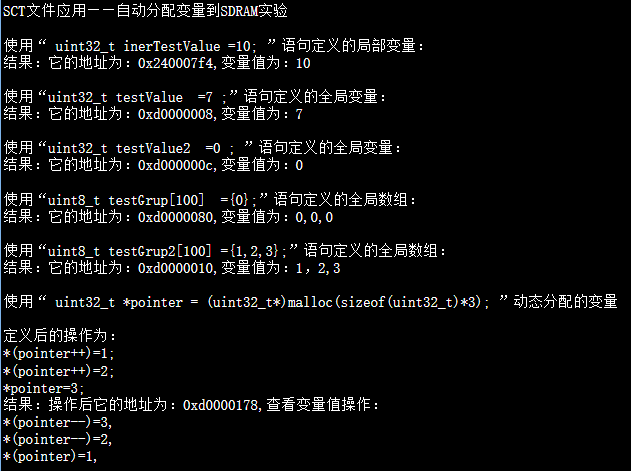 SCT文件应用——自动分配变量到SDRAM实验
使用“ uint32_t inerTestValue =10; ”语句定义的局部变量：
结果：它的地址为：0x240007f4,变量值为：10
使用“uint32_t testValue  =7 ;”语句定义的全局变量：
结果：它的地址为：0xd0000008,变量值为：7
使用“uint32_t testValue2  =0 ; ”语句定义的全局变量：
结果：它的地址为：0xd000000c,变量值为：0
使用“uint8_t testGrup[100]  ={0};”语句定义的全局数组：
结果：它的地址为：0xd0000080,变量值为：0,0,0
使用“uint8_t testGrup2[100] ={1,2,3};”语句定义的全局数组：
结果：它的地址为：0xd0000010,变量值为：1，2,3
使用“ uint32_t *pointer = (uint32_t*)malloc(sizeof(uint32_t)*3); ”动态分配的变量
定义后的操作为：
*(pointer++)=1;
*(pointer++)=2;
*pointer=3;
结果：操作后它的地址为：0xd0000178,查看变量值操作：
*(pointer--)=3,
*(pointer--)=2,
*(pointer)=1,